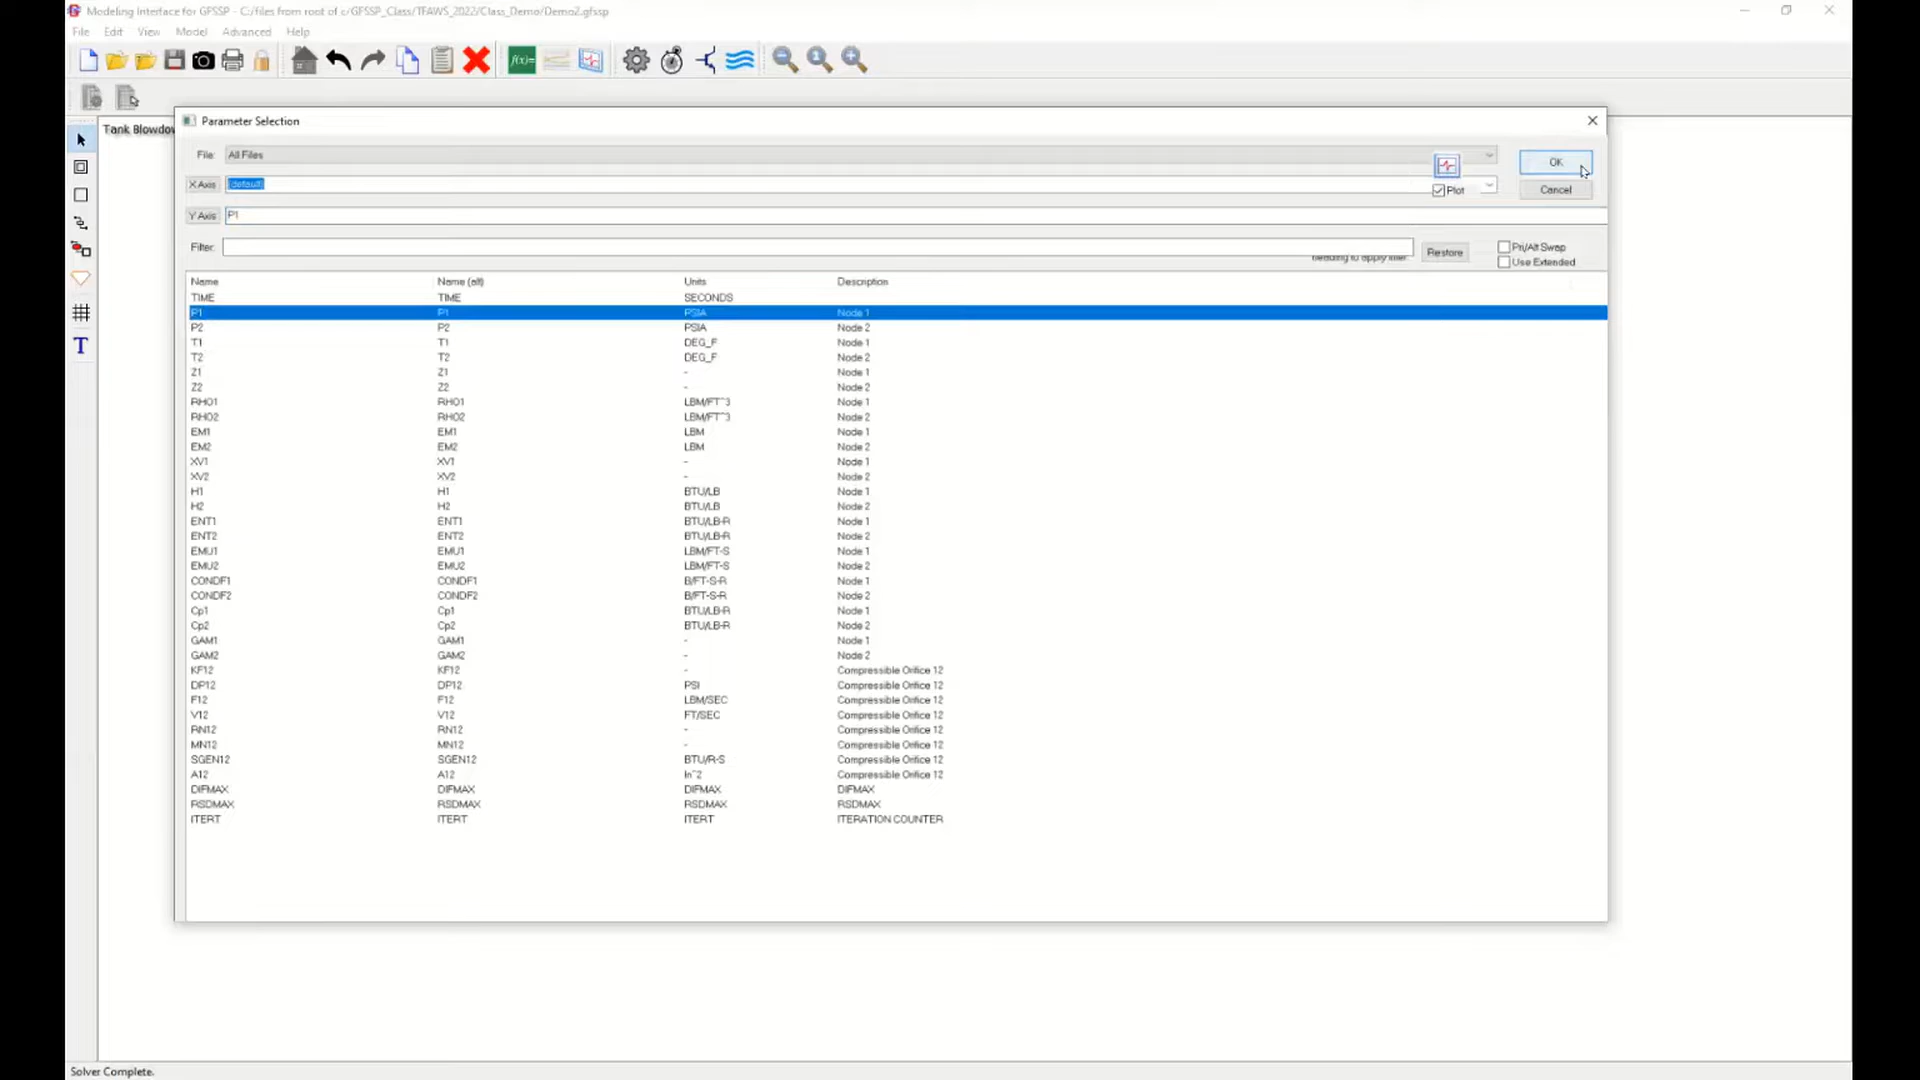 Modeling Interface for GFSSP - C:/files from root of c/GFSSP_Class/TFAWS_2022/Class_Demo/Demo2.gfssp
File Edit View Model Advanced Help
f(x)=
1
Tank Blowdow
Parameter Selection
File: All Files
OK
X Axis (default)
Plot
Cancel
Y Axis P1
Filter:
Restore
Pri/Alt Swap
heading to apply filter.
Use Extended
Name Name (alt) Units Description
TIME TIME SECONDS
P1 P1 PSIA Node 1
P2 P2 PSIA Node 2
T1 T1 DEG_F Node 1
T2 T2 DEG_F Node 2
Z1 Z1 - Node 1
Z2 Z2 - Node 2
RHO1 RHO1 LBM/FT^3 Node 1
RHO2 RHO2 LBM/FT^3 Node 2
EM1 EM1 LBM Node 1
EM2 EM2 LBM Node 2
XV1 XV1 - Node 1
XV2 XV2 - Node 2
H1 H1 BTU/LB Node 1
H2 H2 BTU/LB Node 2
ENT1 ENT1 BTU/LB-R Node 1
ENT2 ENT2 BTU/LB-R Node 2
EMU1 EMU1 LBM/FT-S Node 1
EMU2 EMU2 LBM/FT-S Node 2
CONDF1 CONDF1 B/FT-S-R Node 1
CONDF2 CONDF2 B/FT-S-R Node 2
Cp1 Cp1 BTU/LB-R Node 1
Cp2 Cp2 BTU/LB-R Node 2
GAM1 GAM1 - Node 1
GAM2 GAM2 - Node 2
KF12 KF12 - Compressible Orifice 12
DP12 DP12 PSI Compressible Orifice 12
F12 F12 LBM/SEC Compressible Orifice 12
V12 V12 FT/SEC Compressible Orifice 12
RN12 RN12 - Compressible Orifice 12
MN12 MN12 - Compressible Orifice 12
SGEN12 SGEN12 BTU/R-S Compressible Orifice 12
A12 A12 In^2 Compressible Orifice 12
DIFMAX DIFMAX DIFMAX DIFMAX
RSDMAX RSDMAX RSDMAX RSDMAX
ITERT ITERT ITERT ITERATION COUNTER
T
Solver Complete.